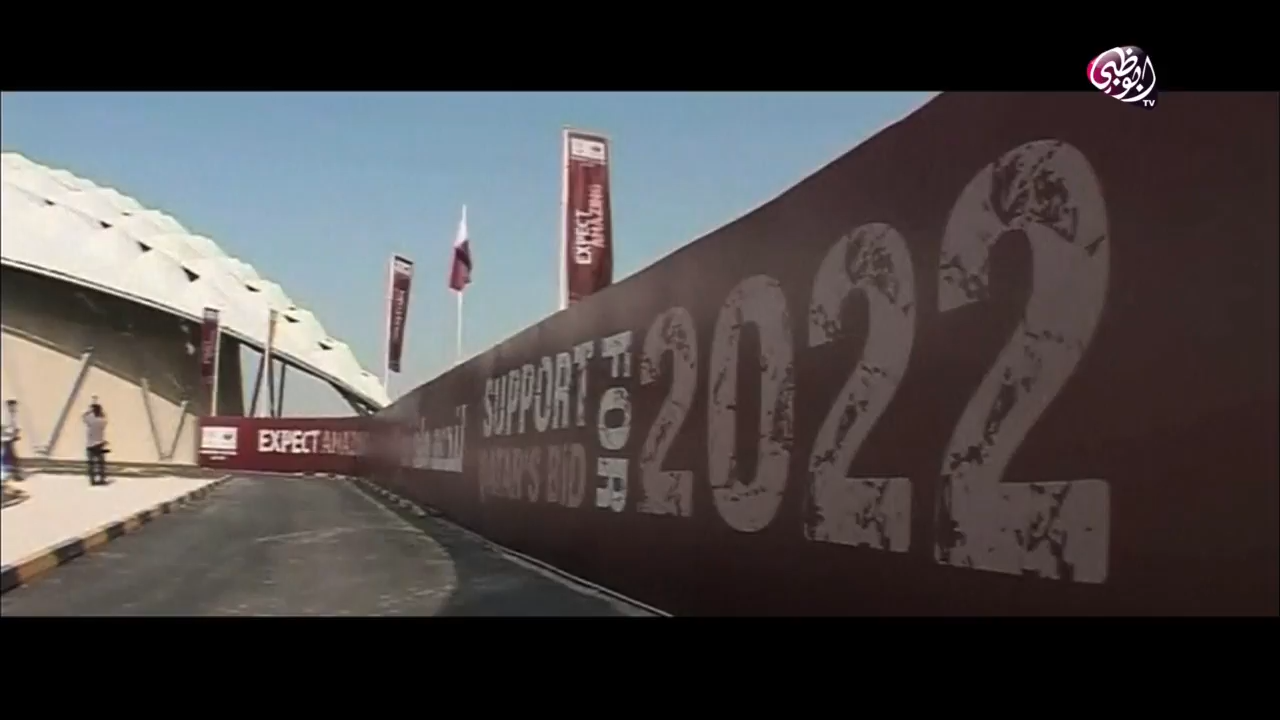 أبوظبي
TV
EXPECT
AMAZING
EXPECT AMAZING
SUPPORT
QATAR'S BID
FOR
2022